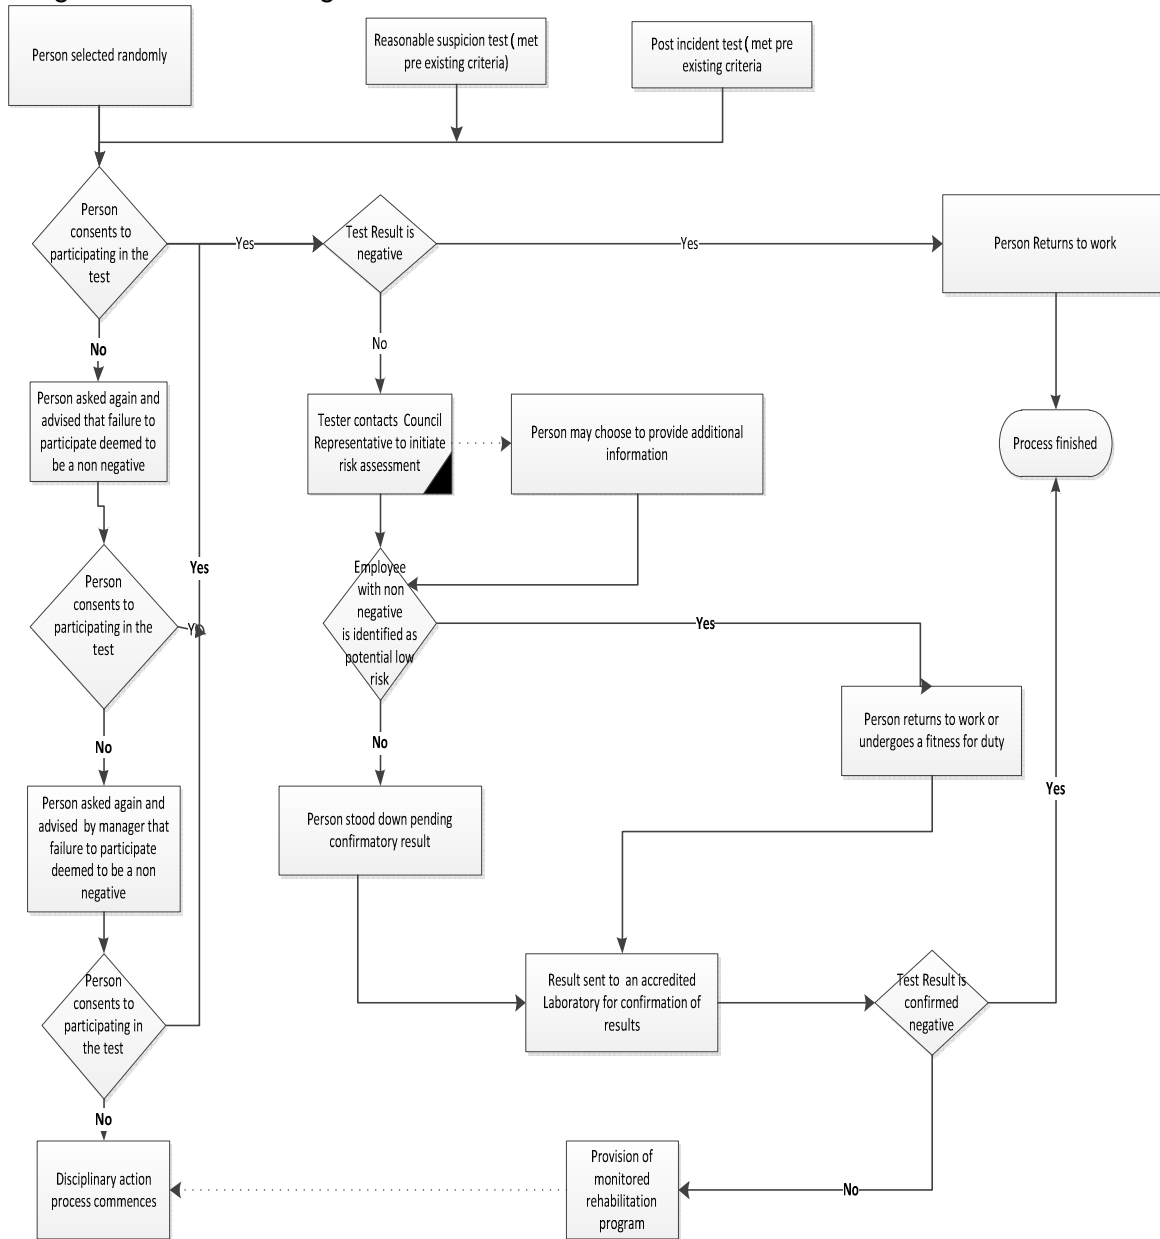 Person selected randomly
Reasonable suspicion test ( met
pre existing criteria)
Post incident test ( met pre
existing criteria
Person
consents to
participating in the
test
Yes
Test Result is
negative
Yes
Person Returns to work
No
No
Person asked again and
advised that failure to
participate deemed to
be a non negative
Tester contacts Council
Representative to initiate
risk assessment
Person may choose to provide additional
information
Process finished
Yes
Person
consents to
participating in the
test
Employee
with non
negative
is identified as
potential low
risk
Yes
No
No
Person returns to work or
undergoes a fitness for duty
Person asked again and
advised by manager that
failure to participate
deemed to be a non
negative
Person stood down pending
confirmatory result
Yes
Person
consents to
participating in
the test
Result sent to an accredited
Laboratory for confirmation of
results
Test Result is
confirmed
negative
No
Disciplinary action
process commences
Provision of
monitored
rehabilitation
program
No